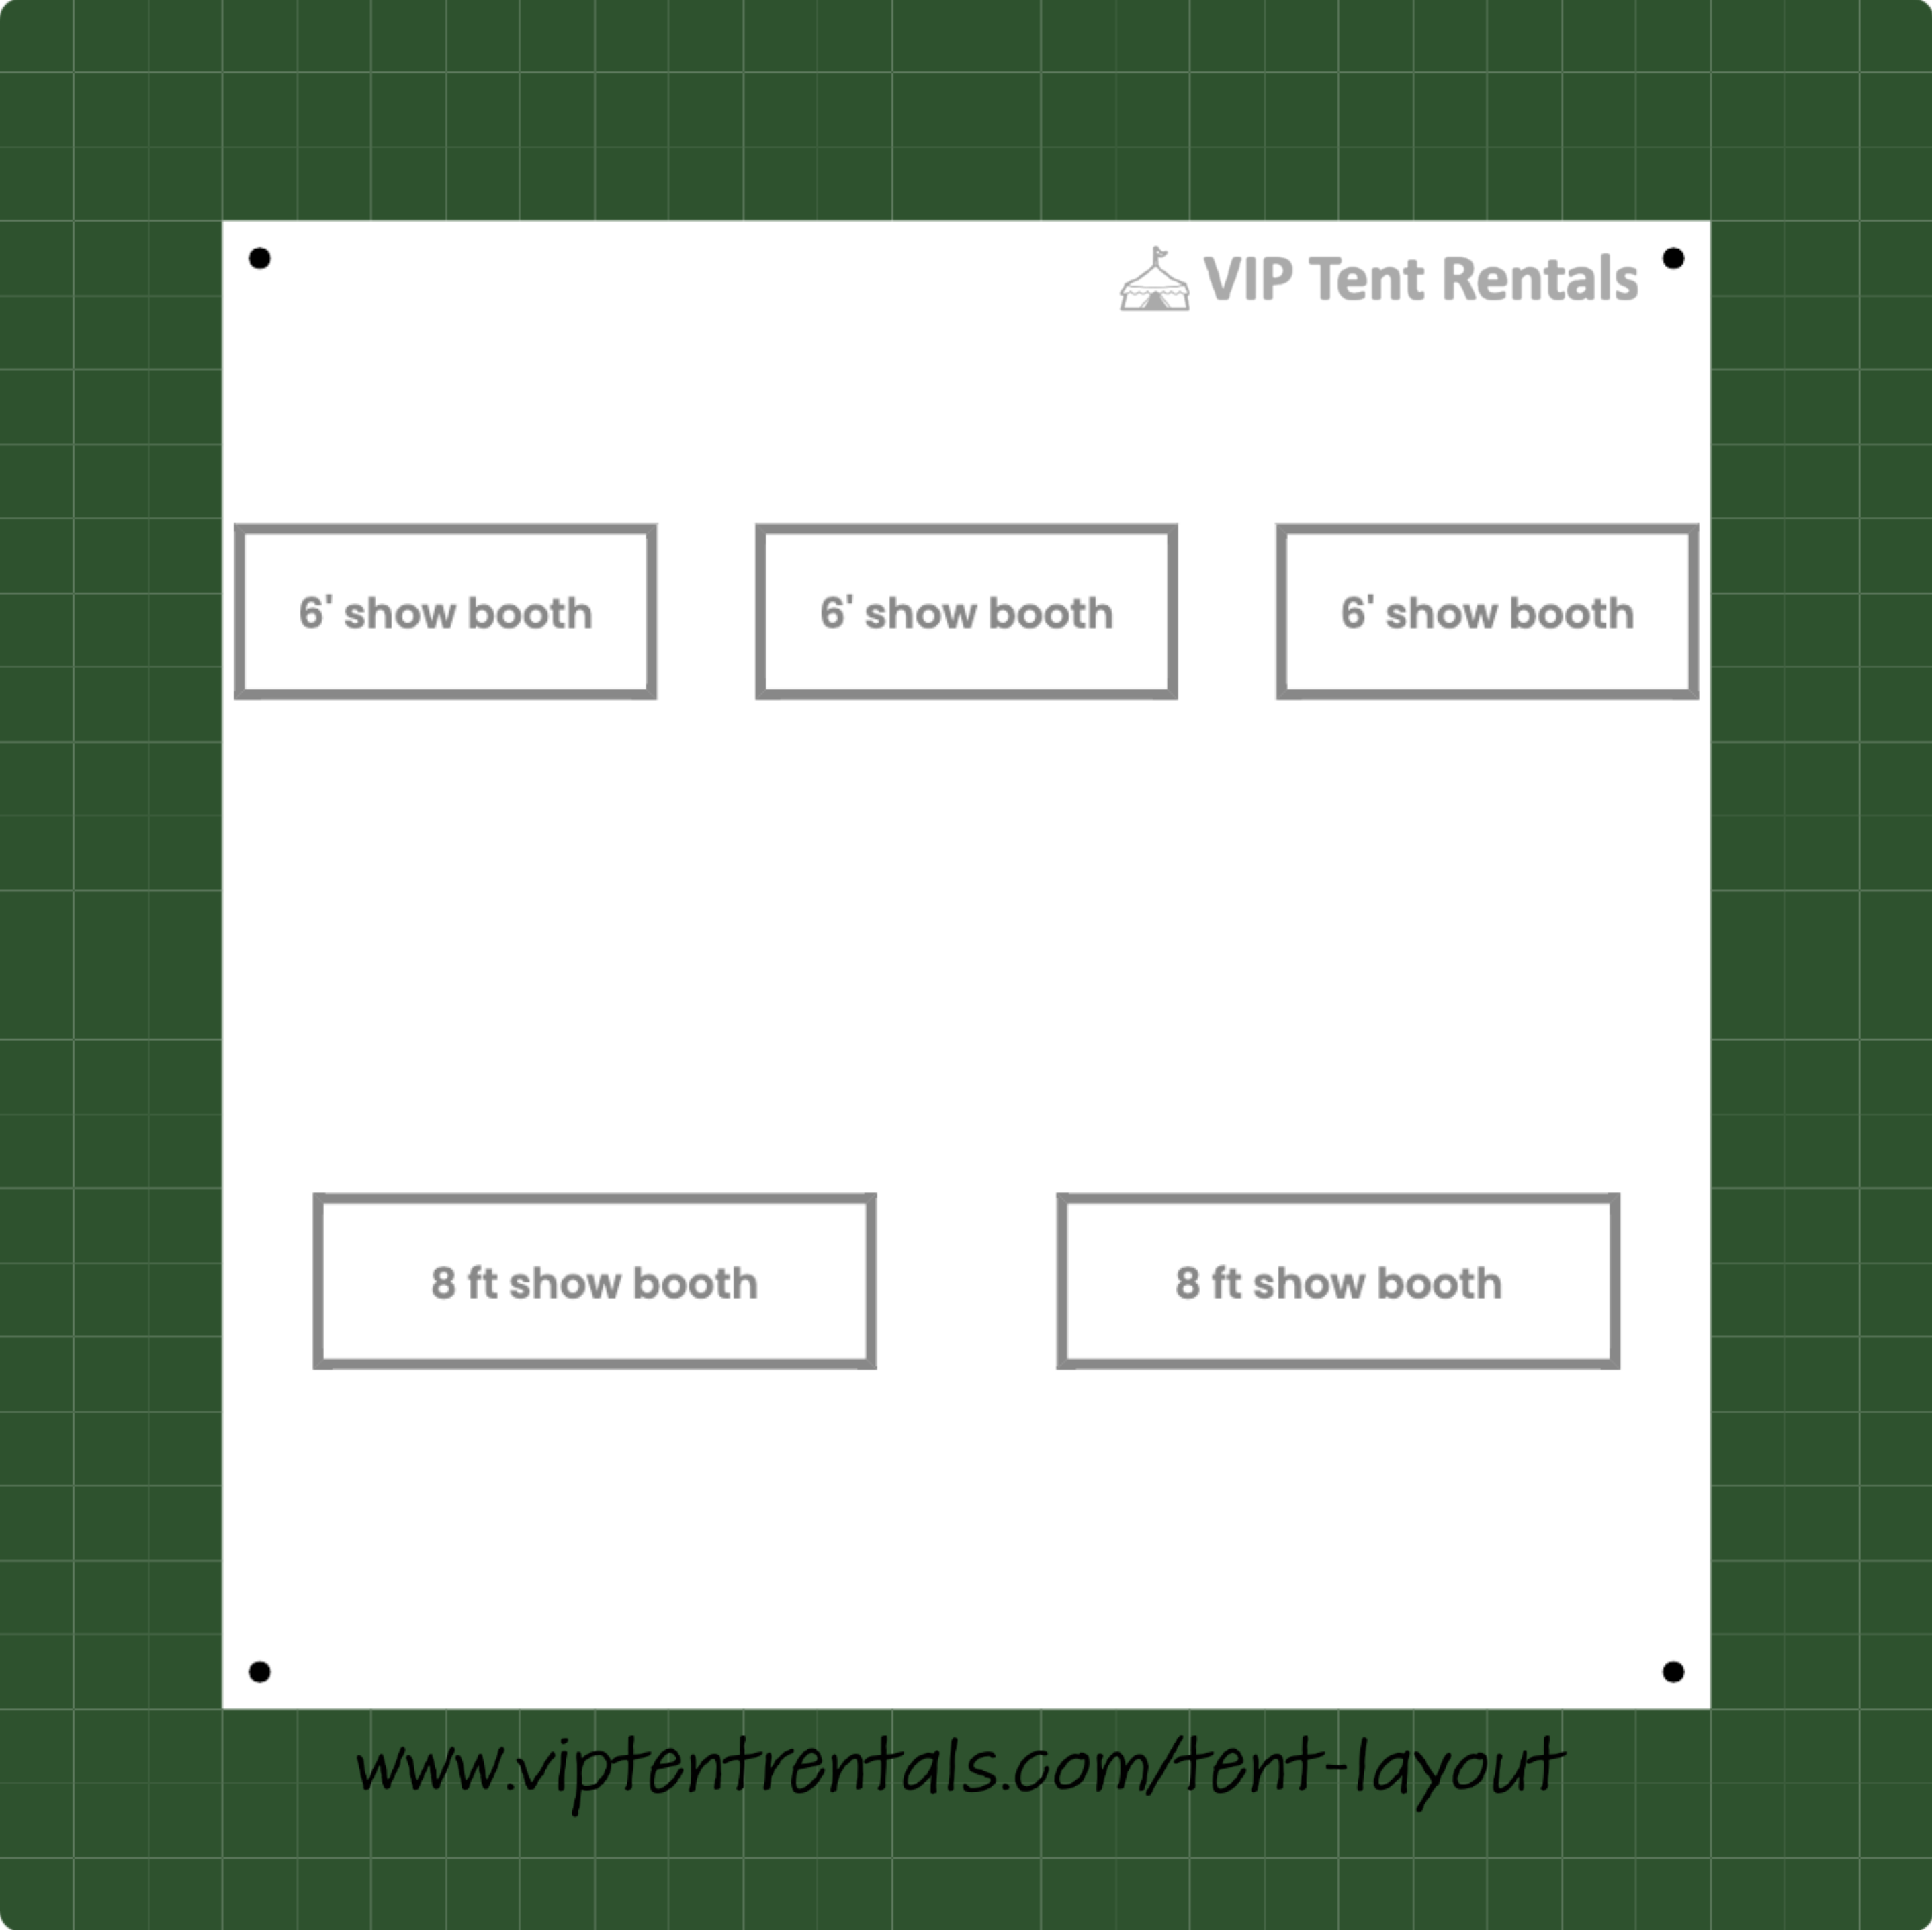 VIP Tent Rentals
6' show booth 6' show booth 6' show booth
8 ft show booth 8 ft show booth
www.viptentrentals.com/tent-layout